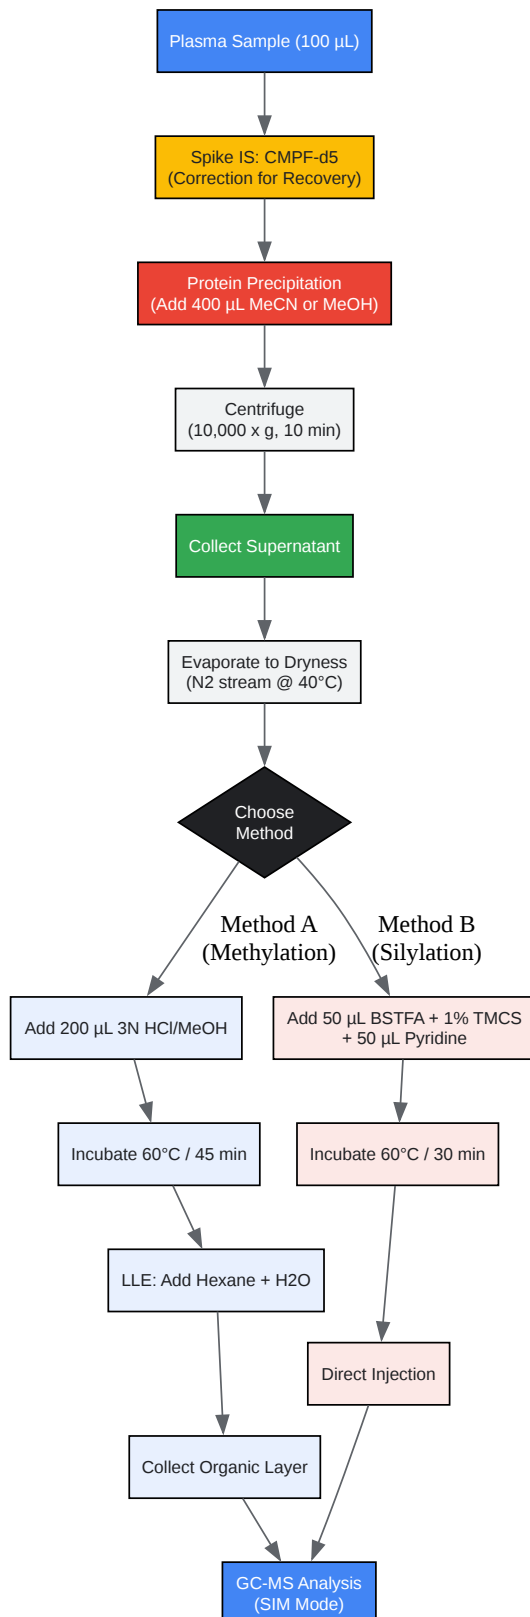 Plasma Sample (100 µL)
Spike IS: CMPF-d5
(Correction for Recovery)
Protein Precipitation
(Add 400 µL MeCN or MeOH)
Centrifuge
(10,000 x g, 10 min)
Collect Supernatant
Evaporate to Dryness
(N2 stream @ 40°C)
Choose
Method
Method A
(Methylation)
Method B
(Silylation)
Add 200 µL 3N HCl/MeOH
Add 50 µL BSTFA + 1% TMCS
+ 50 µL Pyridine
Incubate 60°C / 45 min
Incubate 60°C / 30 min
LLE: Add Hexane + H2O
Direct Injection
Collect Organic Layer
GC-MS Analysis
(SIM Mode)